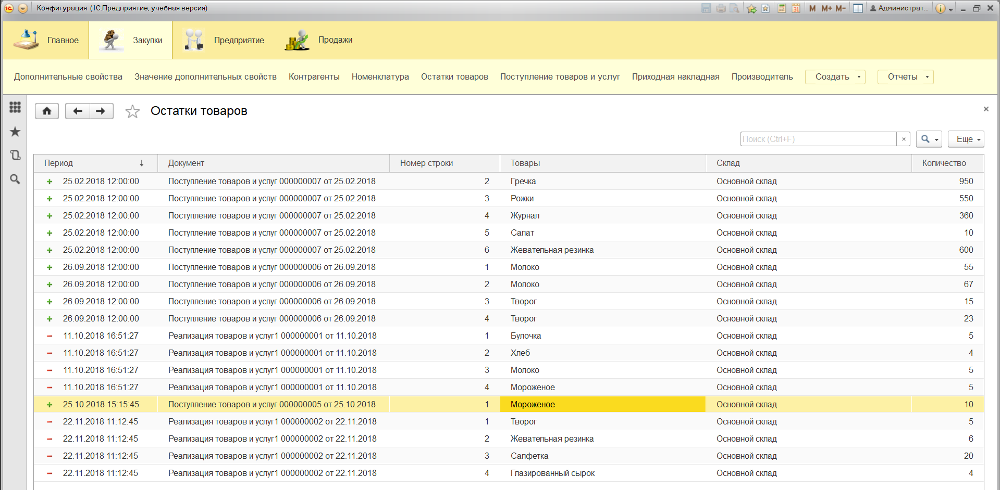 Конфигурация (1С:Предприятие, учебная версия) M M+ M- Администрат...
Главное Закупки Предприятие Продажи
Дополнительные свойства Значение дополнительных свойств Контрагенты Номенклатура Остатки товаров Поступление товаров и услуг Приходная накладная Производитель Создать Отчеты
Остатки товаров
Поиск (Ctrl+F) Еще
Период Документ Номер строки Товары Склад Количество
25.02.2018 12:00:00 Поступление товаров и услуг 000000007 от 25.02.2018 2 Гречка Основной склад 950
25.02.2018 12:00:00 Поступление товаров и услуг 000000007 от 25.02.2018 3 Рожки Основной склад 550
25.02.2018 12:00:00 Поступление товаров и услуг 000000007 от 25.02.2018 4 Журнал Основной склад 360
25.02.2018 12:00:00 Поступление товаров и услуг 000000007 от 25.02.2018 5 Салат Основной склад 10
25.02.2018 12:00:00 Поступление товаров и услуг 000000007 от 25.02.2018 6 Жевательная резинка Основной склад 600
26.09.2018 12:00:00 Поступление товаров и услуг 000000006 от 26.09.2018 1 Молоко Основной склад 55
26.09.2018 12:00:00 Поступление товаров и услуг 000000006 от 26.09.2018 2 Молоко Основной склад 67
26.09.2018 12:00:00 Поступление товаров и услуг 000000006 от 26.09.2018 3 Творог Основной склад 15
26.09.2018 12:00:00 Поступление товаров и услуг 000000006 от 26.09.2018 4 Творог Основной склад 23
11.10.2018 16:51:27 Реализация товаров и услуг1 000000001 от 11.10.2018 1 Булочка Основной склад 5
11.10.2018 16:51:27 Реализация товаров и услуг1 000000001 от 11.10.2018 2 Хлеб Основной склад 4
11.10.2018 16:51:27 Реализация товаров и услуг1 000000001 от 11.10.2018 3 Молоко Основной склад 5
11.10.2018 16:51:27 Реализация товаров и услуг1 000000001 от 11.10.2018 4 Мороженое Основной склад 5
25.10.2018 15:15:45 Поступление товаров и услуг 000000005 от 25.10.2018 1 Мороженое Основной склад 10
22.11.2018 11:12:45 Реализация товаров и услуг1 000000002 от 22.11.2018 1 Творог Основной склад 5
22.11.2018 11:12:45 Реализация товаров и услуг1 000000002 от 22.11.2018 2 Жевательная резинка Основной склад 6
22.11.2018 11:12:45 Реализация товаров и услуг1 000000002 от 22.11.2018 3 Салфетка Основной склад 20
22.11.2018 11:12:45 Реализация товаров и услуг1 000000002 от 22.11.2018 4 Глазированный сырок Основной склад 4